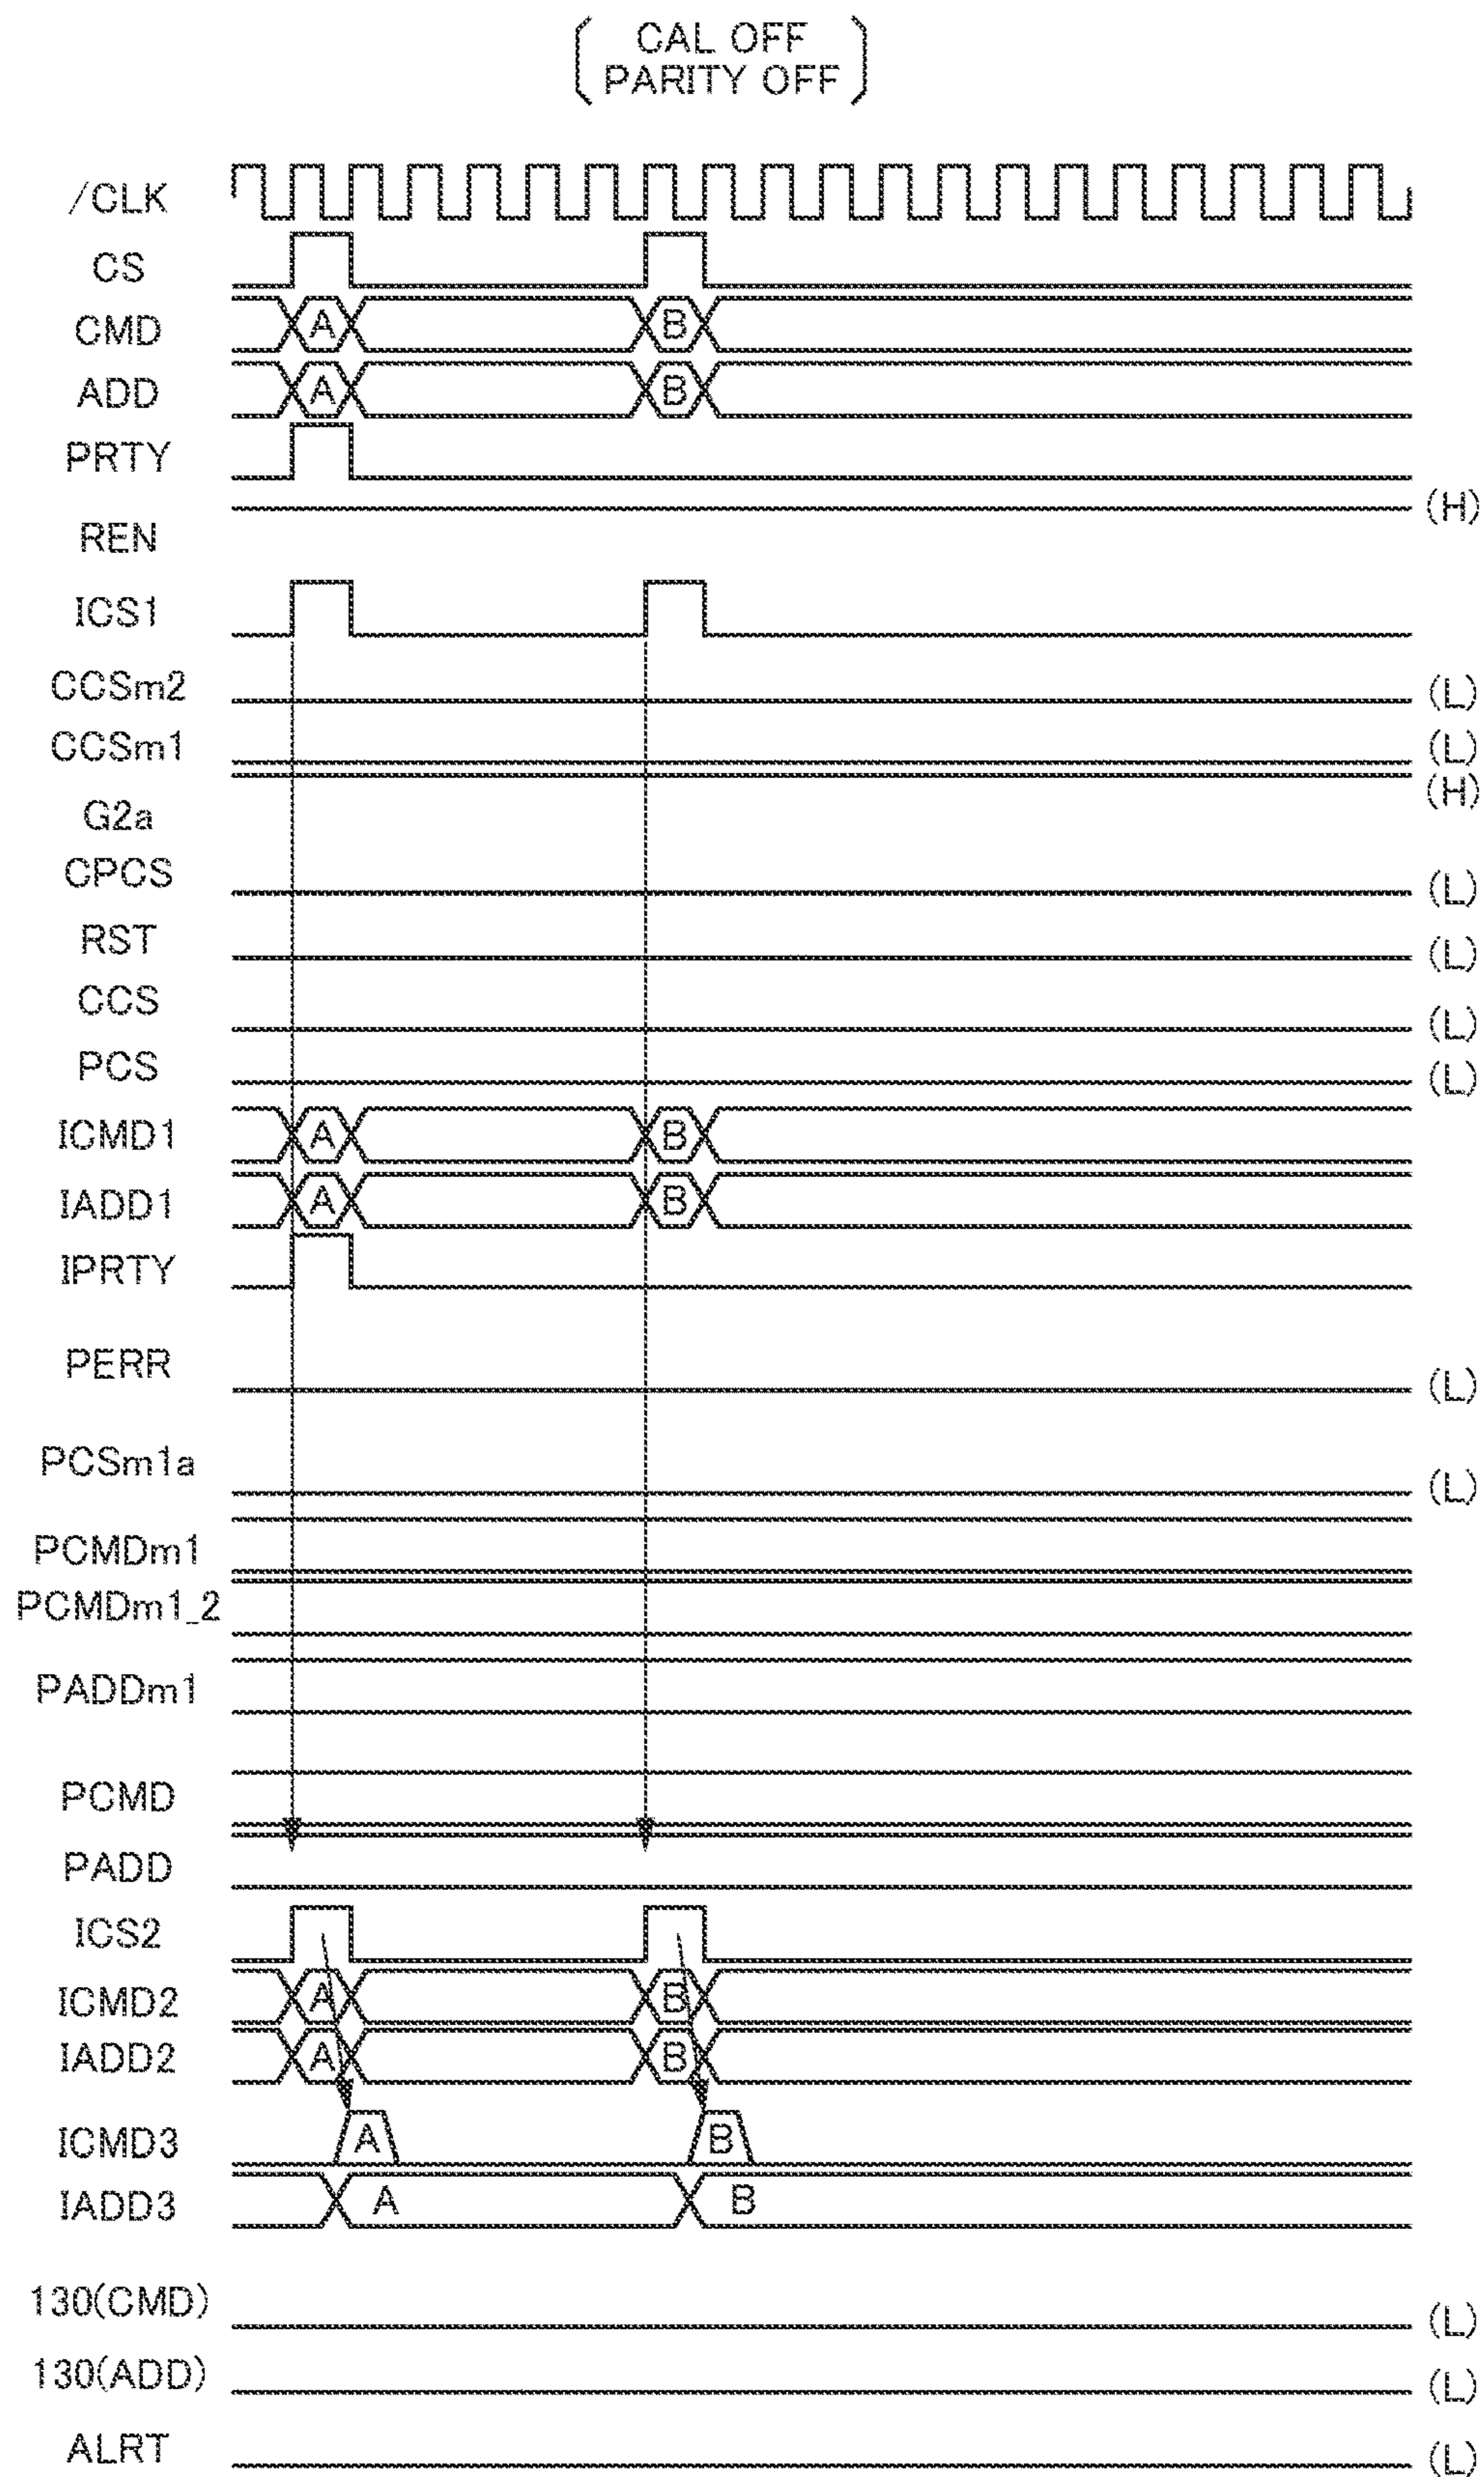 CAL OFF
PARITY OFF
/CLK
CS
CMD A B
ADD A B
PRTY
REN (H)
ICS1
CCSm2 (L)
CCSm1 (L)
G2a (H)
CPCS (L)
RST (L)
CCS (L)
PCS (L)
ICMD1 A B
IADD1 A B
IPRTY
PERR (L)
PCSm1a (L)
PCMDm1
PCMDm1_2
PADDm1
PCMD
PADD
ICS2
ICMD2 A B
IADD2 A B
ICMD3 A B
IADD3 A B
130(CMD) (L)
130(ADD) (L)
ALRT (L)